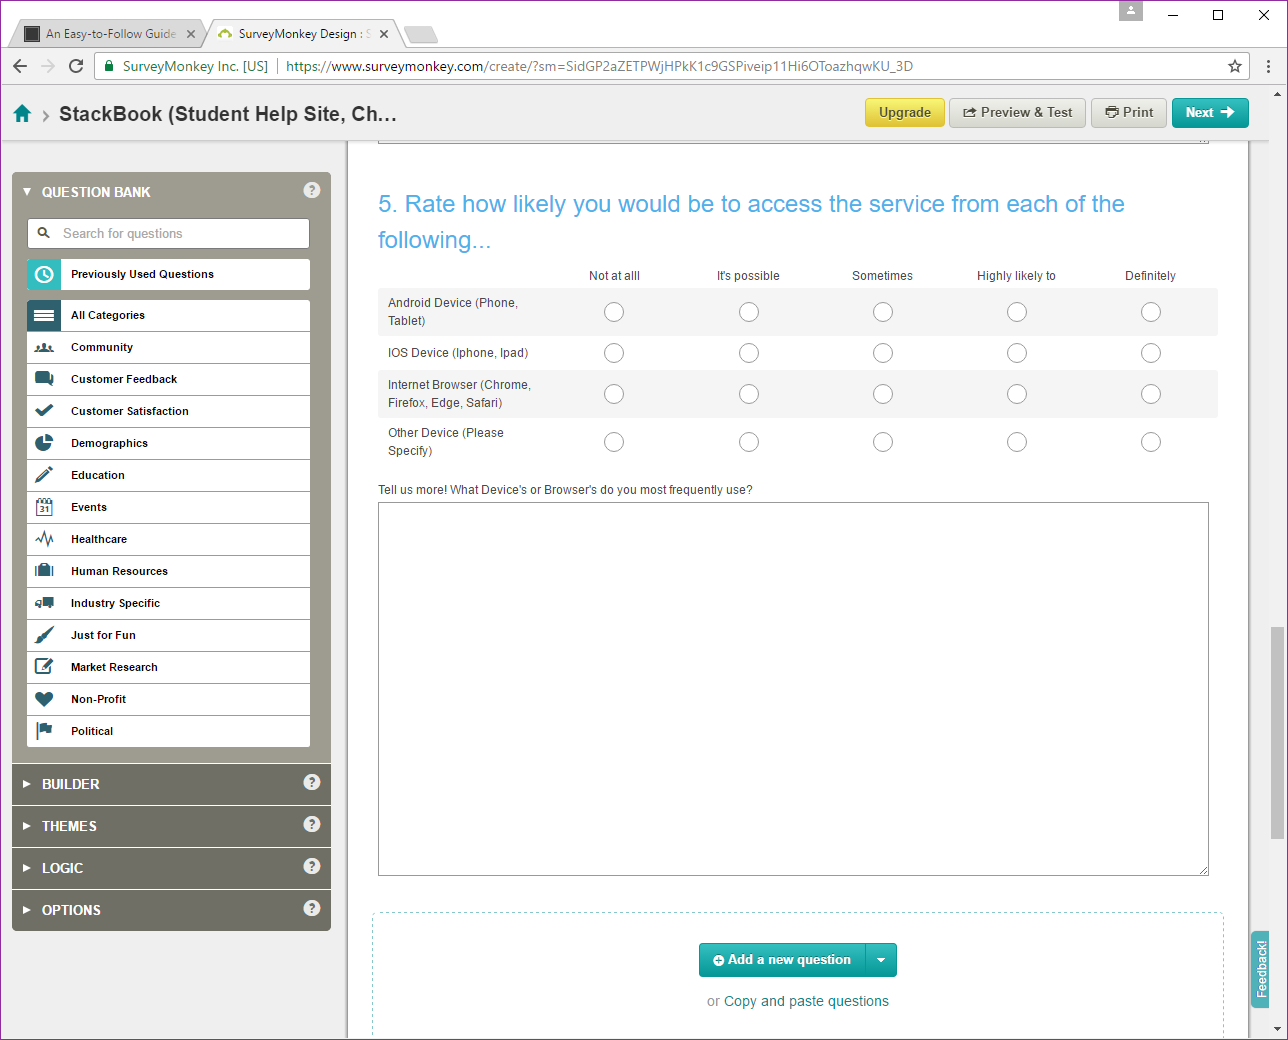 An Easy-to-Follow Guide
SurveyMonkey Design : S
SurveyMonkey Inc. [US]
https://www.surveymonkey.com/create/?sm=SidGP2aZETPWjHPkK1c9GSPiveip11Hi6OToazhqwKU_3D
StackBook (Student Help Site, Ch...
Upgrade
Preview & Test
Print
Next
QUESTION BANK
?
Search for questions
Previously Used Questions
All Categories
Community
Customer Feedback
Customer Satisfaction
Demographics
Education
31
Events
Healthcare
Human Resources
Industry Specific
Just for Fun
Market Research
Non-Profit
Political
BUILDER
?
THEMES
?
LOGIC
?
OPTIONS
?
5. Rate how likely you would be to access the service from each of the
following...
Not at alll It's possible Sometimes Highly likely to Definitely
Android Device (Phone,
Tablet)
IOS Device (Iphone, Ipad)
Internet Browser (Chrome,
Firefox, Edge, Safari)
Other Device (Please
Specify)
Tell us more! What Device's or Browser's do you most frequently use?
Add a new question
or Copy and paste questions
Feedback!